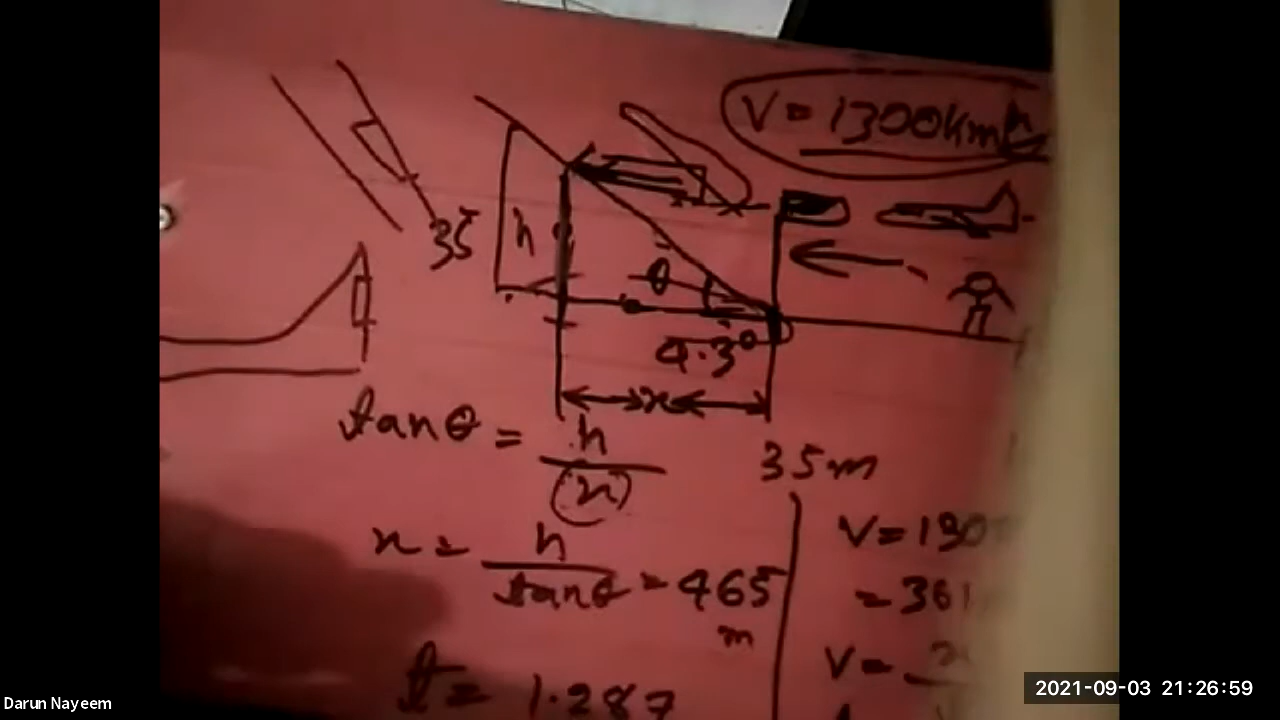 V = 1300km
35
h
θ
4.3°
x
tanθ = h/(x)
35m
x = h/tanθ = 465
m
V = 130
= 361
V =
t = 1.287
Darun Nayeem
2021-09-03 21:26:59